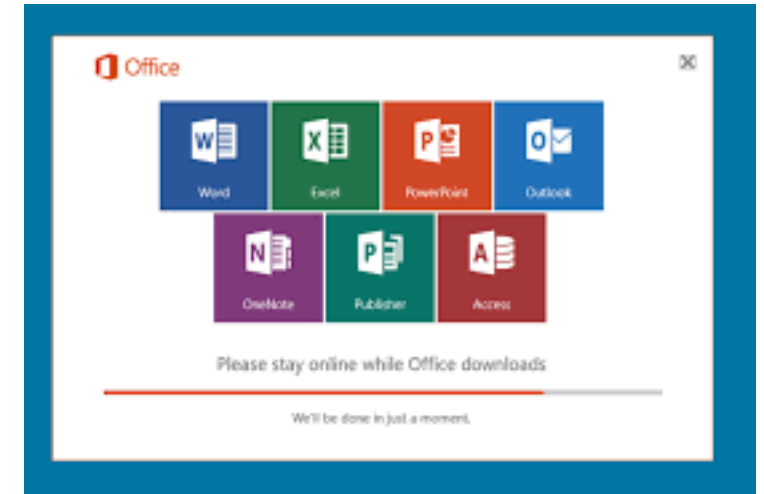 Office
W X P O
Word Excel PowerPoint Outlook
N P A
OneNote Publisher Access
Please stay online while Office downloads
We'll be done in just a moment.